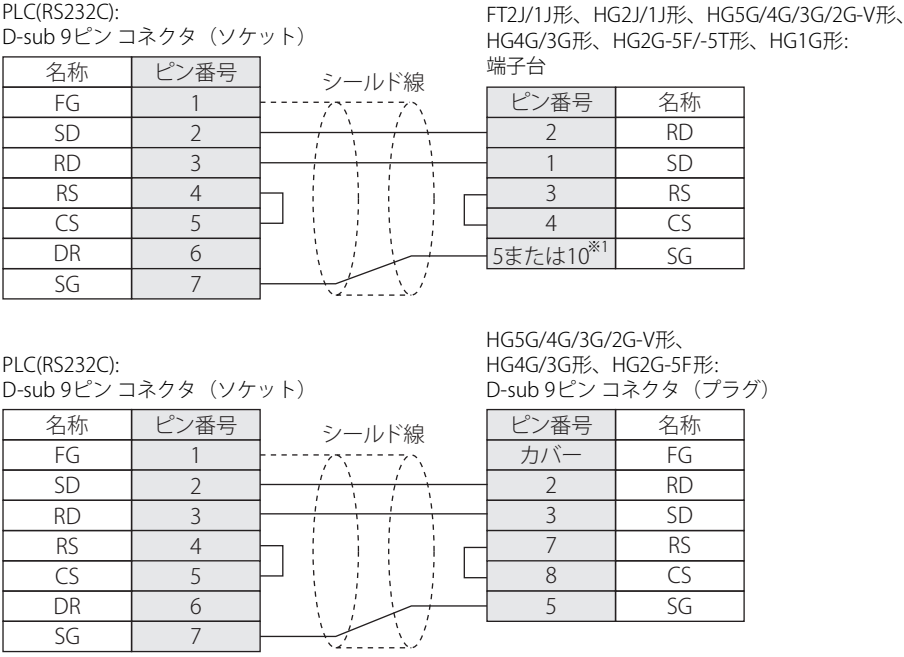 PLC(RS232C):
D-sub 9ピン コネクタ（ソケット）
名称 ピン番号
FG 1
SD 2
RD 3
RS 4
CS 5
DR 6
SG 7
シールド線
FT2J/1J形、HG2J/1J形、HG5G/4G/3G/2G-V形、
HG4G/3G形、HG2G-5F/-5T形、HG1G形:
端子台
ピン番号 名称
2 RD
1 SD
3 RS
4 CS
5または10※1 SG
PLC(RS232C):
D-sub 9ピン コネクタ（ソケット）
名称 ピン番号
FG 1
SD 2
RD 3
RS 4
CS 5
DR 6
SG 7
シールド線
HG5G/4G/3G/2G-V形、
HG4G/3G形、HG2G-5F形:
D-sub 9ピン コネクタ（プラグ）
ピン番号 名称
カバー FG
2 RD
3 SD
7 RS
8 CS
5 SG